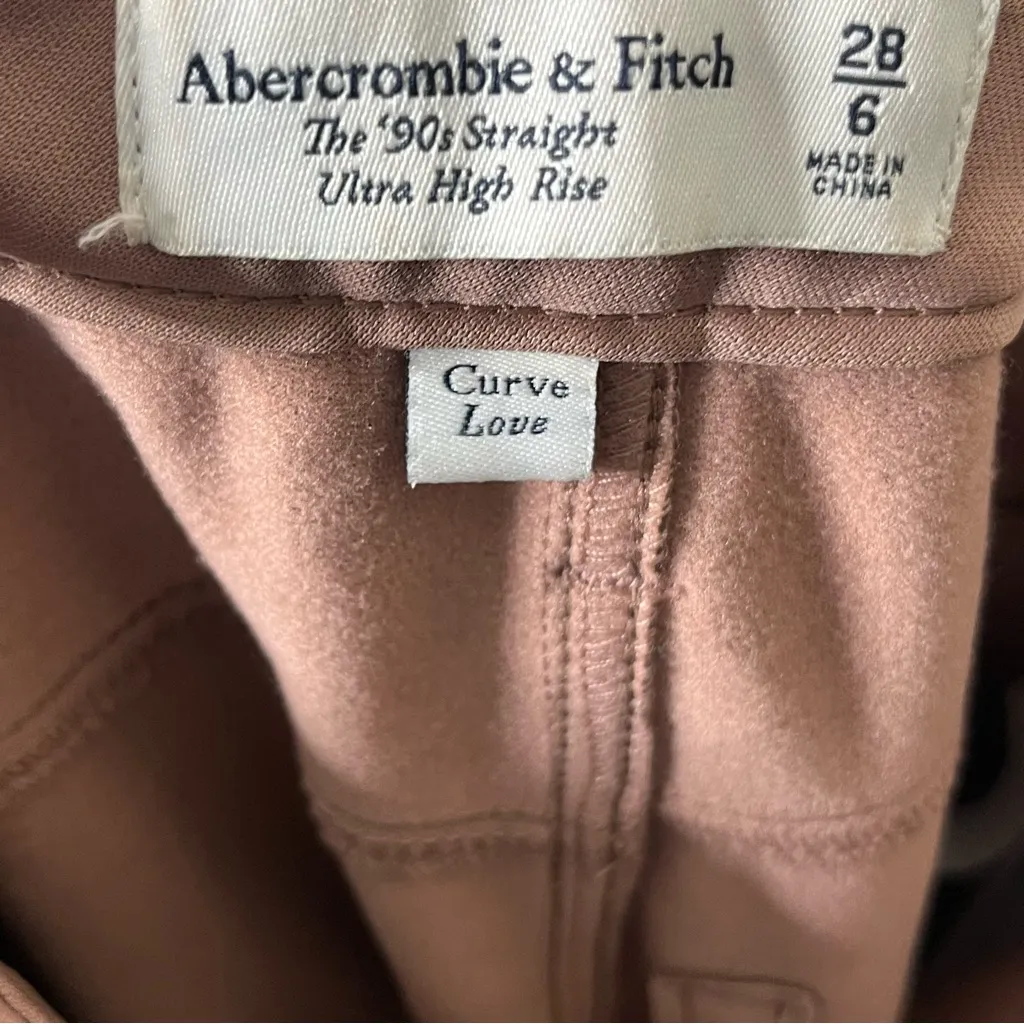 Abercrombie & Fitch
The '90s Straight
Ultra High Rise
28
6
MADE IN
CHINA
Curve
Love